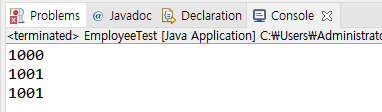 Problems @ Javadoc Declaration Console
<terminated> EmployeeTest [Java Application] C:₩Users₩Administrato
1000
1001
1001